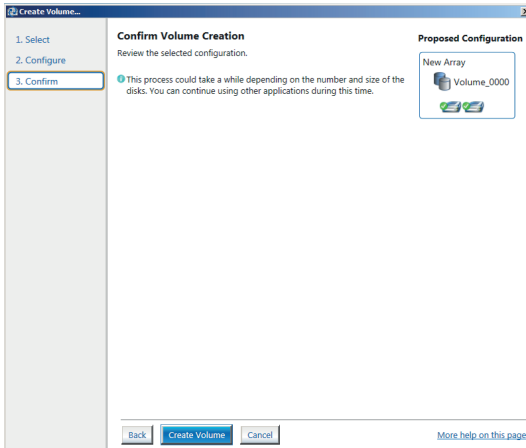 Create Volume...
1. Select
2. Configure
3. Confirm
Confirm Volume Creation
Review the selected configuration.
This process could take a while depending on the number and size of the
disks. You can continue using other applications during this time.
Proposed Configuration
New Array
Volume_0000
Back
Create Volume
Cancel
More help on this page